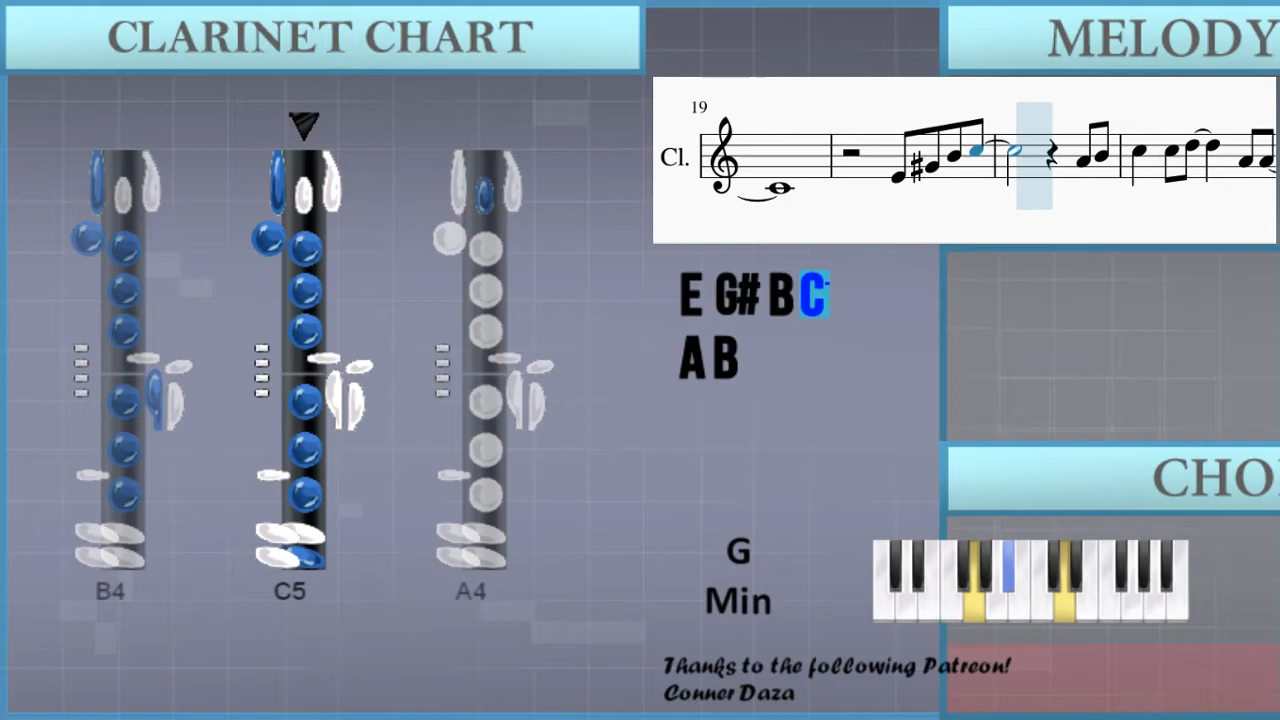 CLARINET CHART
MELODY
19
Cl.
E G# B C-
A B
CHO
B4
C5
A4
G
Min
Thanks to the following Patreon!
Conner Daza